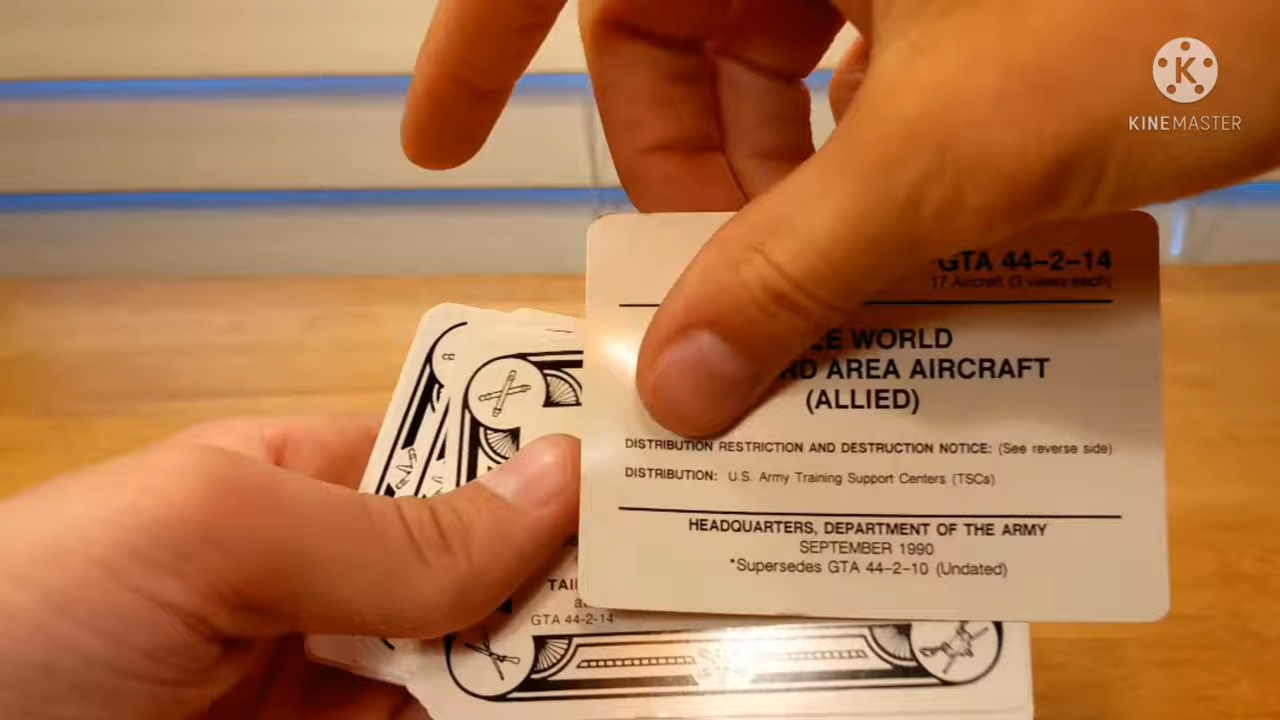 K
KINEMASTER
GTA 44-2-14
17 Aircraft (3 views each)
WORLD
AREA AIRCRAFT
(ALLIED)
DISTRIBUTION RESTRICTION AND DESTRUCTION NOTICE: (See reverse side)
DISTRIBUTION: U.S. Army Training Support Centers (TSCs)
HEADQUARTERS, DEPARTMENT OF THE ARMY
SEPTEMBER 1990
*Supersedes GTA 44-2-10 (Undated)
GTA 44-2-14